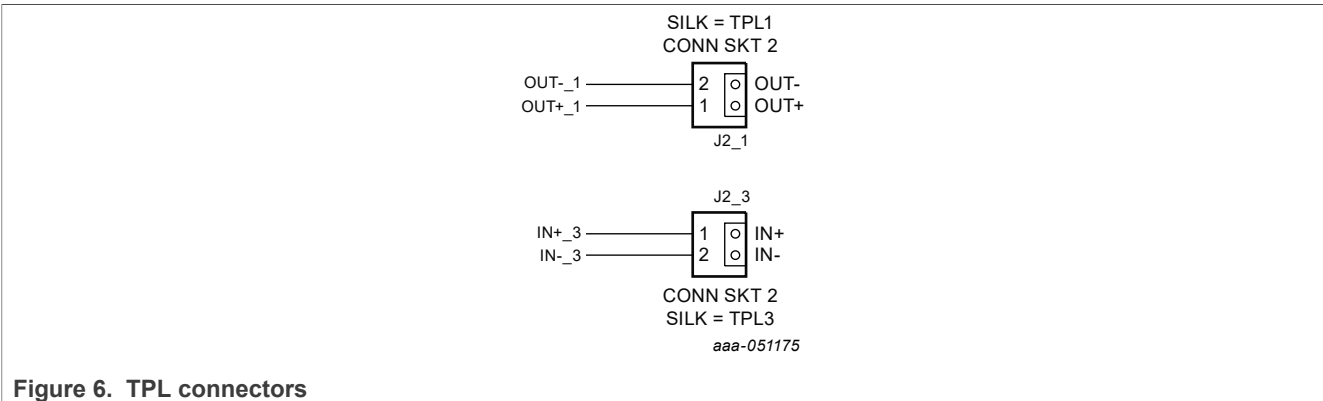 SILK = TPL1
CONN SKT 2
OUT-_1 2 OUT-
OUT+_1 1 OUT+
J2_1
J2_3
IN+_3 1 IN+
IN-_3 2 IN-
CONN SKT 2
SILK = TPL3
aaa-051175
Figure 6. TPL connectors